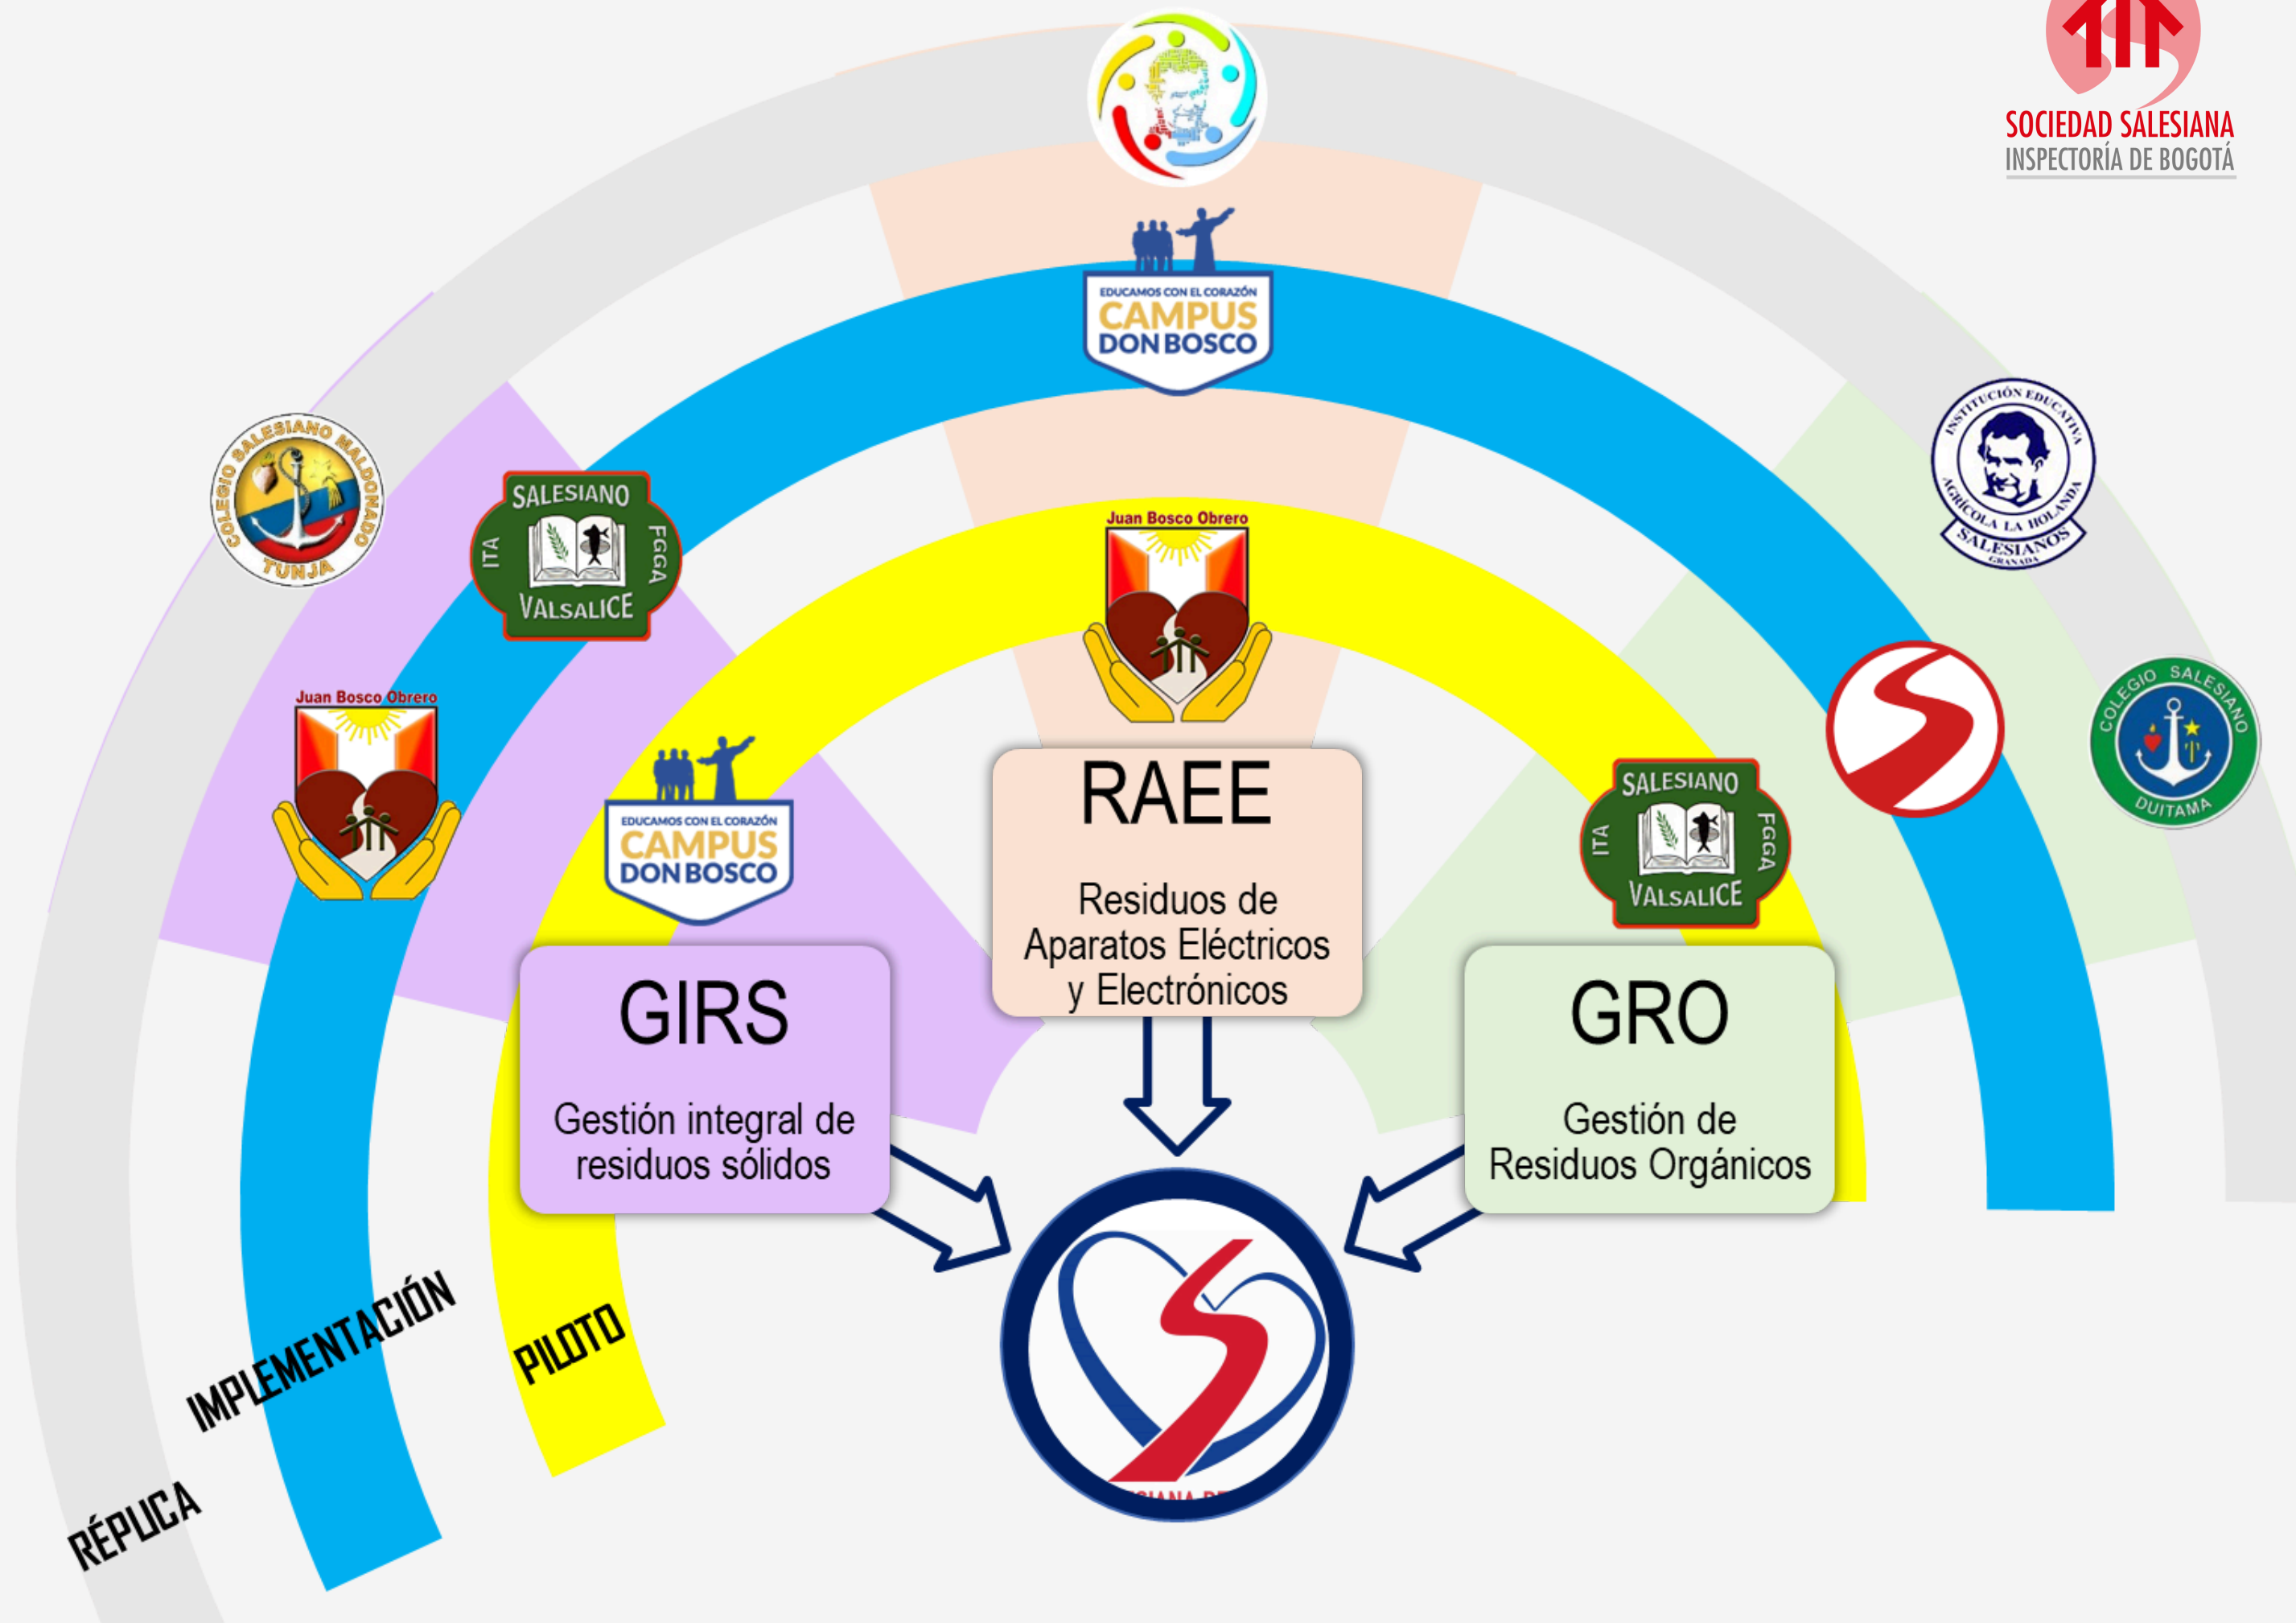 SOCIEDAD SALESIANA
INSPECTORÍA DE BOGOTÁ
EDUCAMOS CON EL CORAZÓN
CAMPUS
DON BOSCO
COLEGIO SALESIANO MALDONADO
TUNJA
SALESIANO
ITA
FGGA
VALSALICE
INSTITUCIÓN EDUCATIVA
AGRÍCOLA LA HOLANDA
SALESIANOS
GRANADA
Juan Bosco Obrero
Juan Bosco Obrero
COLEGIO SALESIANO
DUITAMA
EDUCAMOS CON EL CORAZÓN
CAMPUS
DON BOSCO
SALESIANO
ITA
FGGA
VALSALICE
RAEE
Residuos de
Aparatos Eléctricos
y Electrónicos
GIRS
Gestión integral de
residuos sólidos
GRO
Gestión de
Residuos Orgánicos
PILOTO
IMPLEMENTACIÓN
RÉPLICA